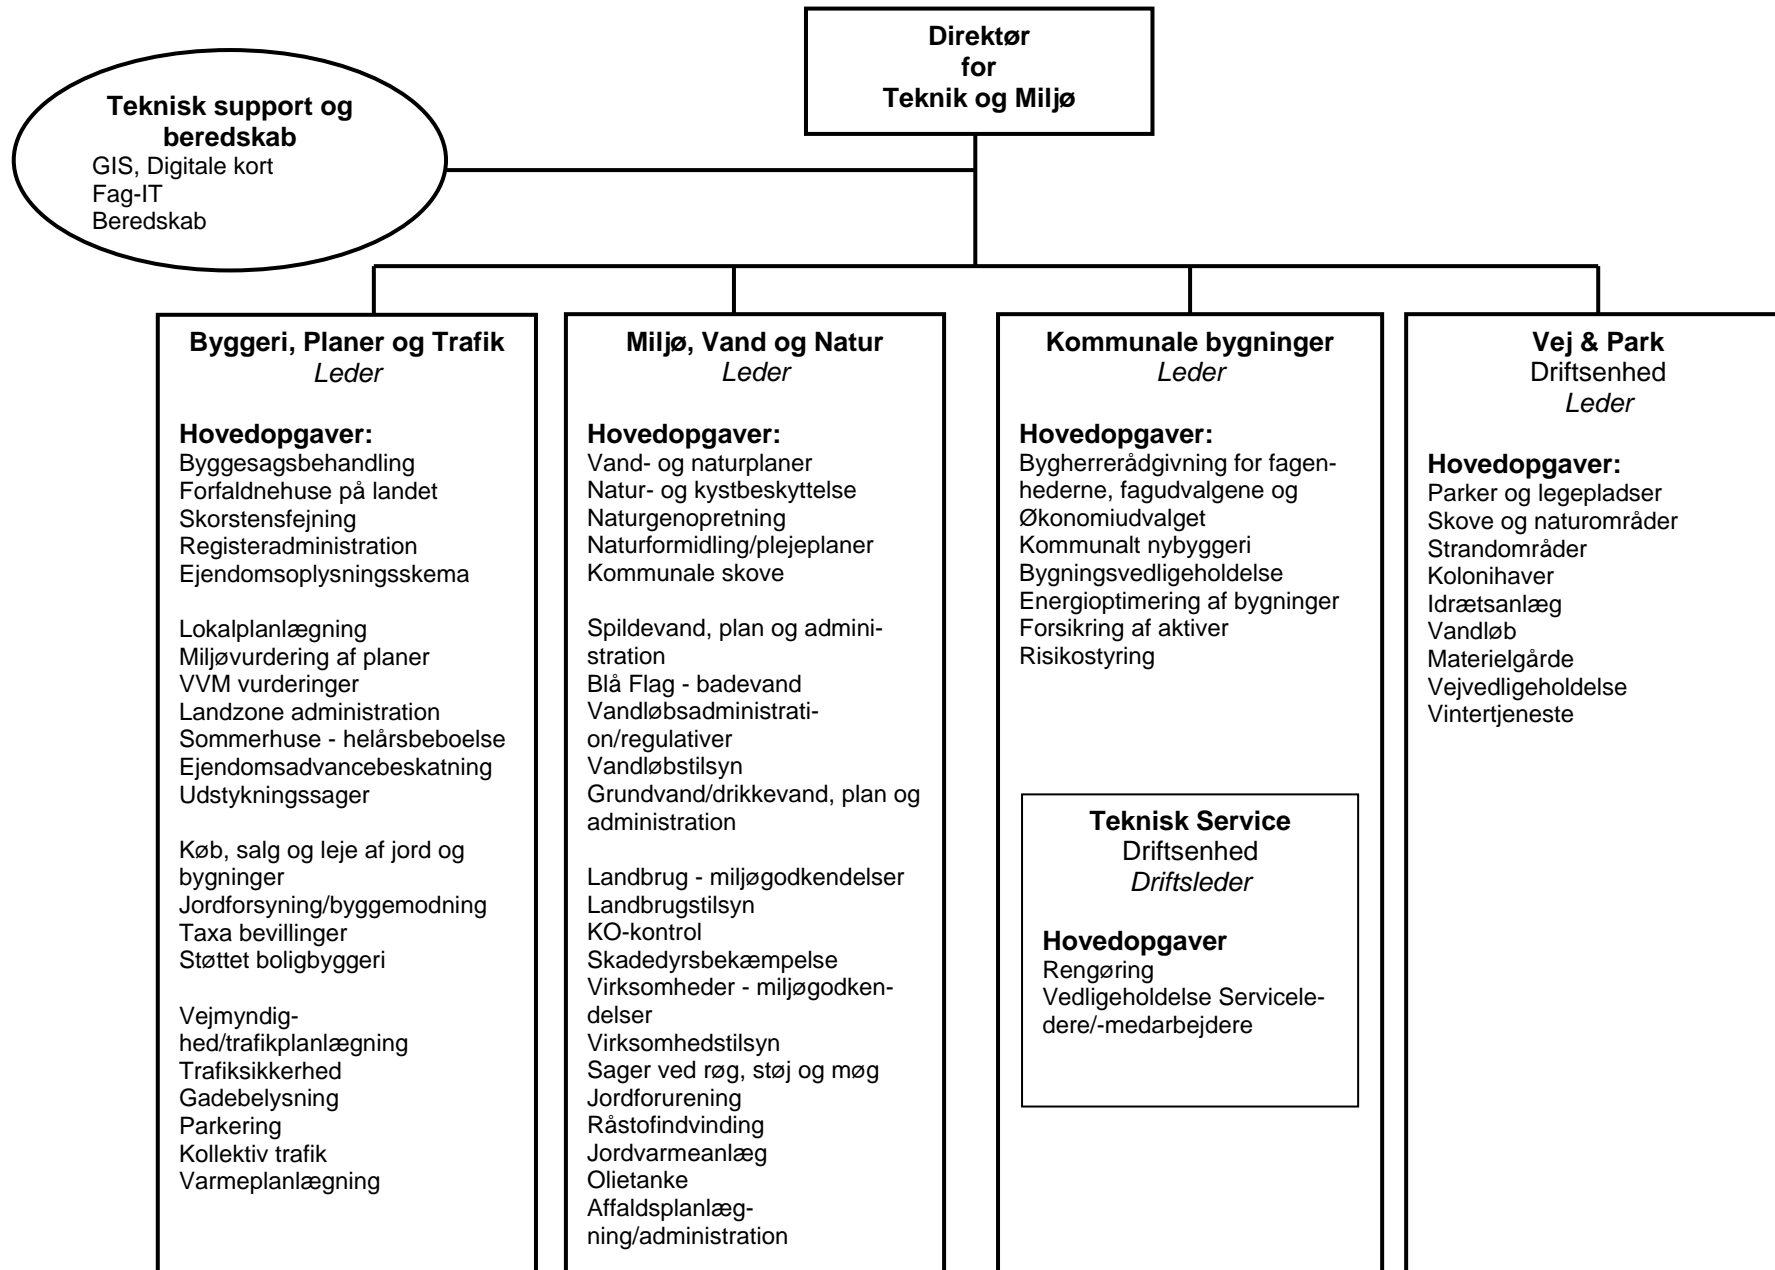 Direktør
for
Teknik og Miljø
Teknisk support og
beredskab
GIS, Digitale kort
Fag-IT
Beredskab
Byggeri, Planer og Trafik
Leder
Hovedopgaver:
Byggesagsbehandling
Forfaldnehuse på landet
Skorstensfejning
Registeradministration
Ejendomsoplysningsskema
Lokalplanlægning
Miljøvurdering af planer
VVM vurderinger
Landzone administration
Sommerhuse - helårsbeboelse
Ejendomsadvancebeskatning
Udstykningssager
Køb, salg og leje af jord og
bygninger
Jordforsyning/byggemodning
Taxa bevillinger
Støttet boligbyggeri
Vejmyndig-
hed/trafikplanlægning
Trafiksikkerhed
Gadebelysning
Parkering
Kollektiv trafik
Varmeplanlægning
Miljø, Vand og Natur
Leder
Hovedopgaver:
Vand- og naturplaner
Natur- og kystbeskyttelse
Naturgenopretning
Naturformidling/plejeplaner
Kommunale skove
Spildevand, plan og admini-
stration
Blå Flag - badevand
Vandløbsadministrati-
on/regulativer
Vandløbstilsyn
Grundvand/drikkevand, plan og
administration
Landbrug - miljøgodkendelser
Landbrugstilsyn
KO-kontrol
Skadedyrsbekæmpelse
Virksomheder - miljøgodken-
delser
Virksomhedstilsyn
Sager ved røg, støj og møg
Jordforurening
Råstofindvinding
Jordvarmeanlæg
Olietanke
Affaldsplanlæg-
ning/administration
Kommunale bygninger
Leder
Hovedopgaver:
Bygherrerådgivning for fagen-
hederne, fagudvalgene og
Økonomiudvalget
Kommunalt nybyggeri
Bygningsvedligeholdelse
Energioptimering af bygninger
Forsikring af aktiver
Risikostyring
Teknisk Service
Driftsenhed
Driftsleder
Hovedopgaver
Rengøring
Vedligeholdelse Servicele-
dere/-medarbejdere
Vej & Park
Driftsenhed
Leder
Hovedopgaver:
Parker og legepladser
Skove og naturområder
Strandområder
Kolonihaver
Idrætsanlæg
Vandløb
Materielgårde
Vejvedligeholdelse
Vintertjeneste